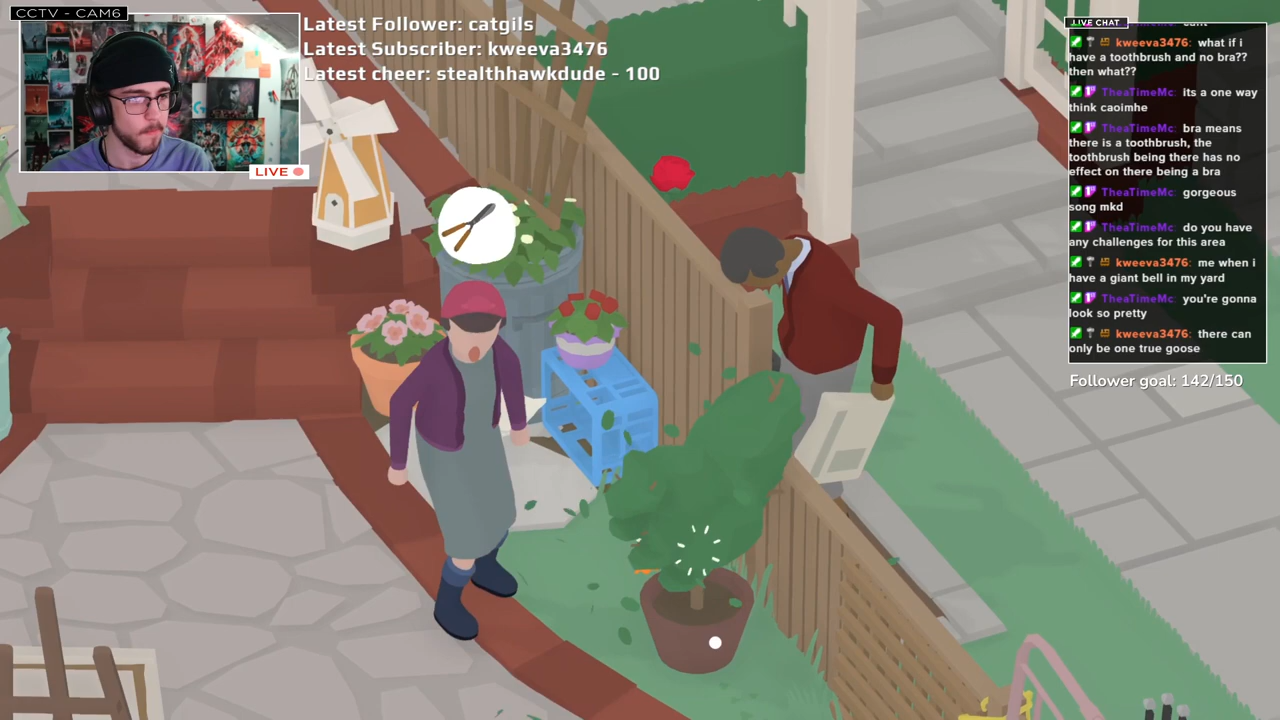 CCTV - CAM6
Latest Follower: catgils
Latest Subscriber: kweeva3476
Latest cheer: stealthhawkdude - 100
LIVE
LIVE CHAT
kweeva3476: what if i
have a toothbrush and no bra??
then what??
TheaTimeMc: its a one way
think caoimhe
TheaTimeMc: bra means
there is a toothbrush, the
toothbrush being there has no
effect on there being a bra
TheaTimeMc: gorgeous
song mkd
TheaTimeMc: do you have
any challenges for this area
kweeva3476: me when i
have a giant bell in my yard
TheaTimeMc: you're gonna
look so pretty
kweeva3476: there can
only be one true goose
Follower goal: 142/150